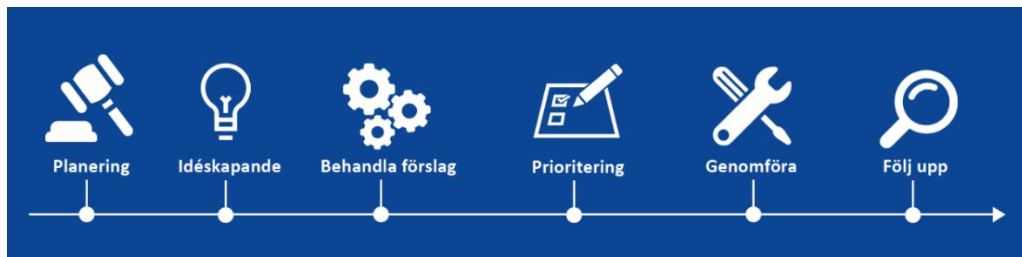 Planering
Idéskapande
Behandla förslag
Prioritering
Genomföra
Följ upp